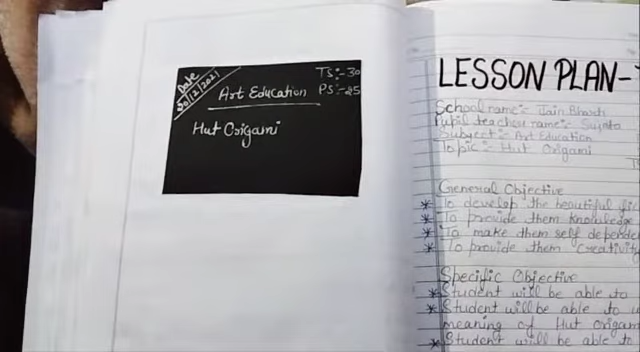 Date
20/12/2021
Art Education
TS:-30
PS:-25
Hut Origami
LESSON PLAN-
School name:- Jain Bharti
Pupil teacher name:- Sujata
Subject:- Art Education
Topic:- Hut Origami
General Objective
* To develop the beautiful
* To provide them knowledge
* To make them self
* To provide them creativity
Specific Objective
* Student will be able to
* Student will be able to
meaning of Hut origami
* Student will be able to